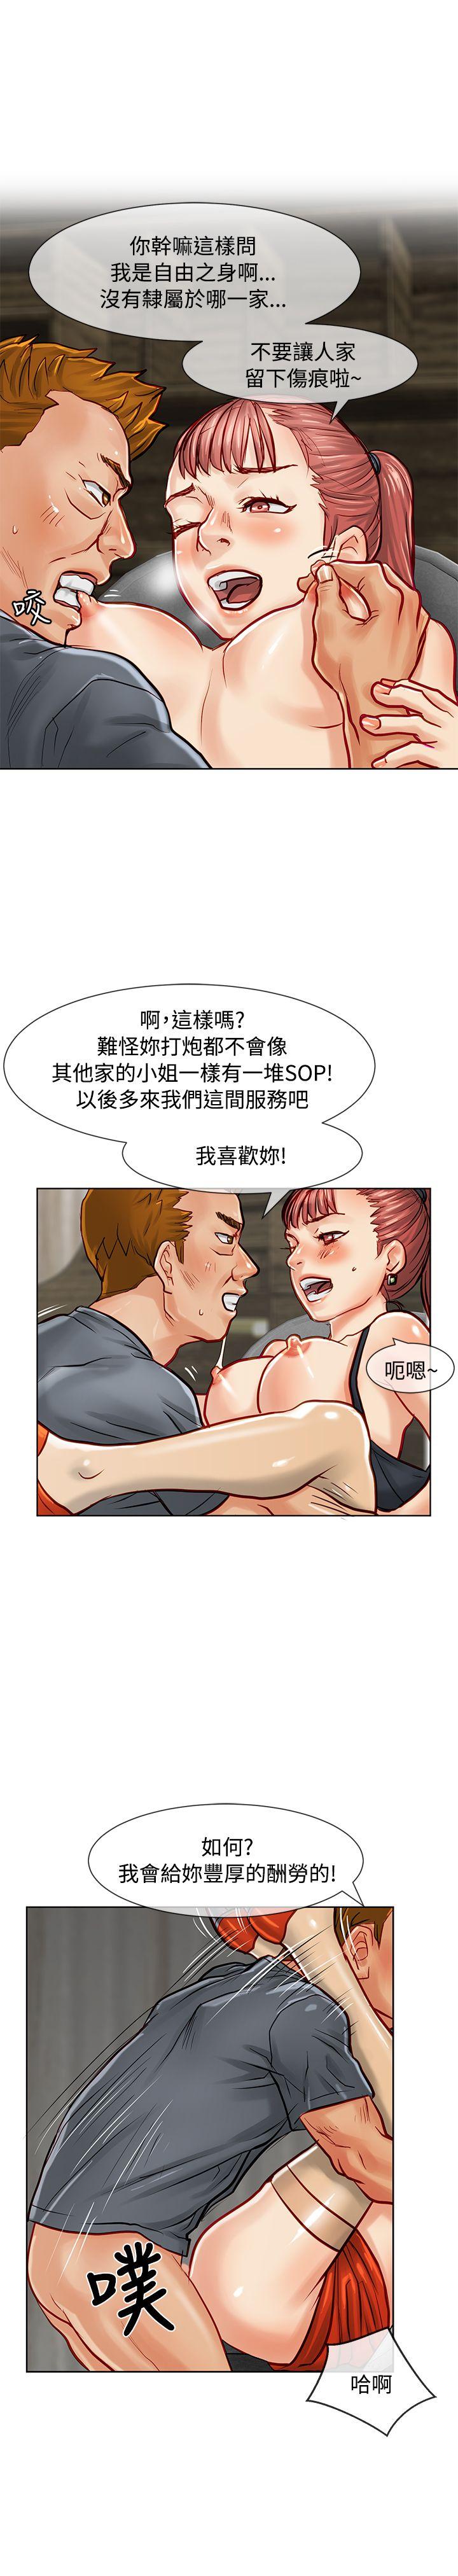 你幹嘛這樣問
我是自由之身啊...
沒有隸屬於哪一家...
不要讓人家
留下傷痕啦~
咬
啊,這樣嗎?
難怪妳打炮都不會像
其他家的小姐一樣有一堆SOP!
以後多來我們這間服務吧
我喜歡妳!
呃嗯~
如何?
我會給妳豐厚的酬勞的!
噗
哈啊